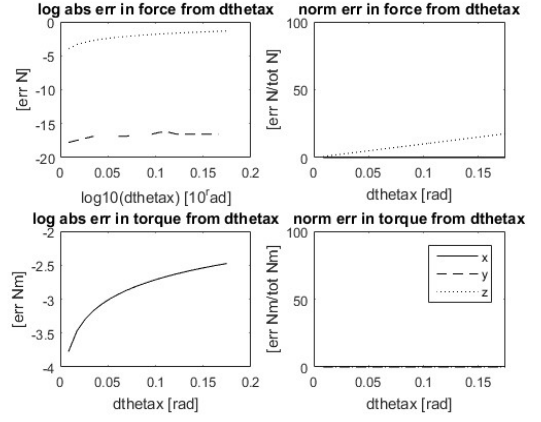 log abs err in force from dthetax
norm err in force from dthetax
[err N]
0
-5
-10
-15
-20
0 0.05 0.1 0.15 0.2
log10(dthetax) [10^rad]
[err N/tot N]
100
50
0
0 0.05 0.1 0.15
dthetax [rad]
log abs err in torque from dthetax
norm err in torque from dthetax
[err Nm]
-2
-2.5
-3
-3.5
-4
0 0.05 0.1 0.15 0.2
dthetax [rad]
[err Nm/tot Nm]
100
50
0
0 0.05 0.1 0.15
dthetax [rad]
x
y
z